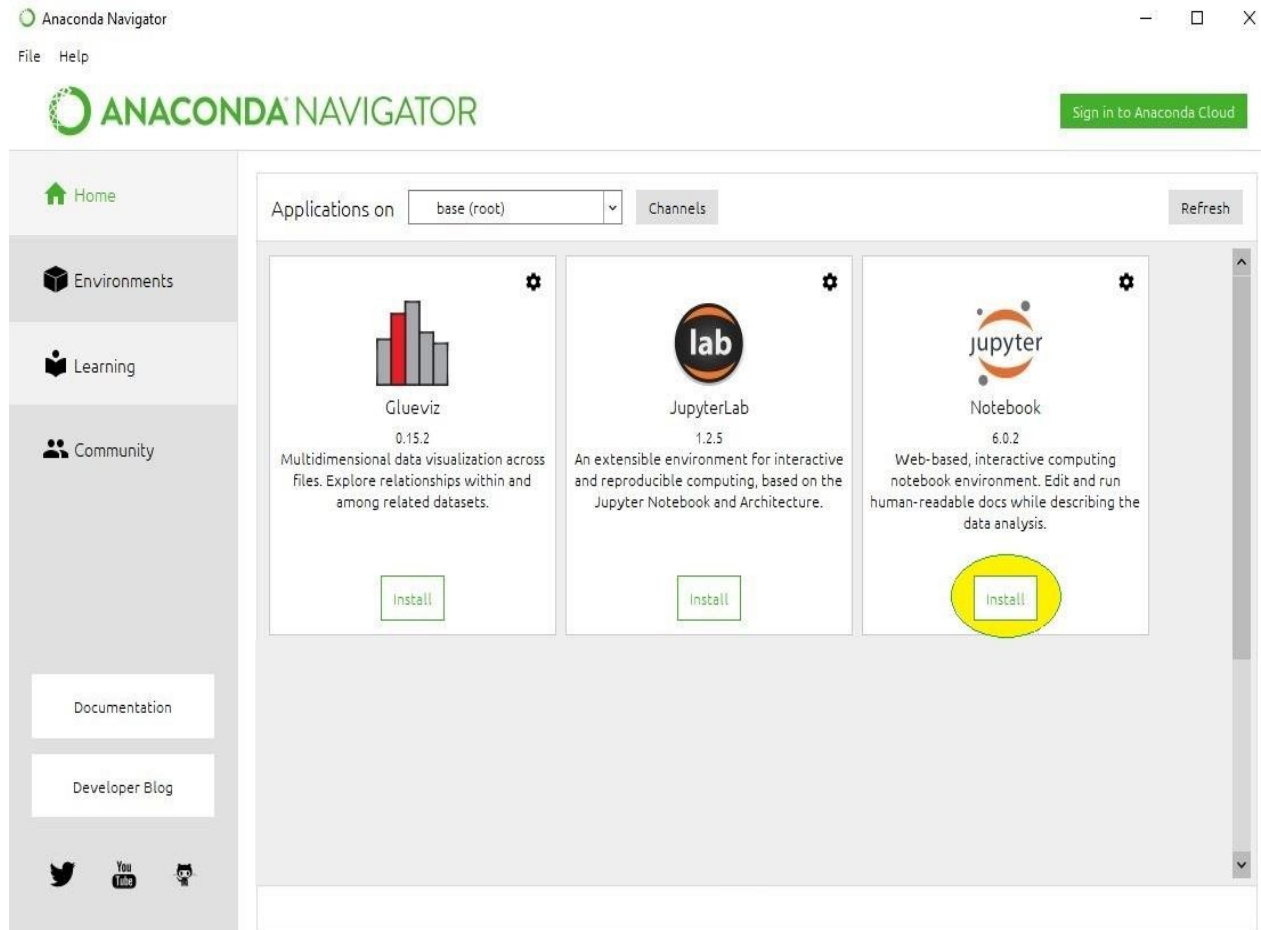 Anaconda Navigator
File Help
ANACONDA NAVIGATOR
Sign in to Anaconda Cloud
Home
Environments
Learning
Community
Documentation
Developer Blog
You
Tube
Applications on base (root) Channels Refresh
Glueviz
0.15.2
Multidimensional data visualization across
files. Explore relationships within and
among related datasets.
Install
lab
JupyterLab
1.2.5
An extensible environment for interactive
and reproducible computing, based on the
Jupyter Notebook and Architecture.
Install
jupyter
Notebook
6.0.2
Web-based, interactive computing
notebook environment. Edit and run
human-readable docs while describing the
data analysis.
Install